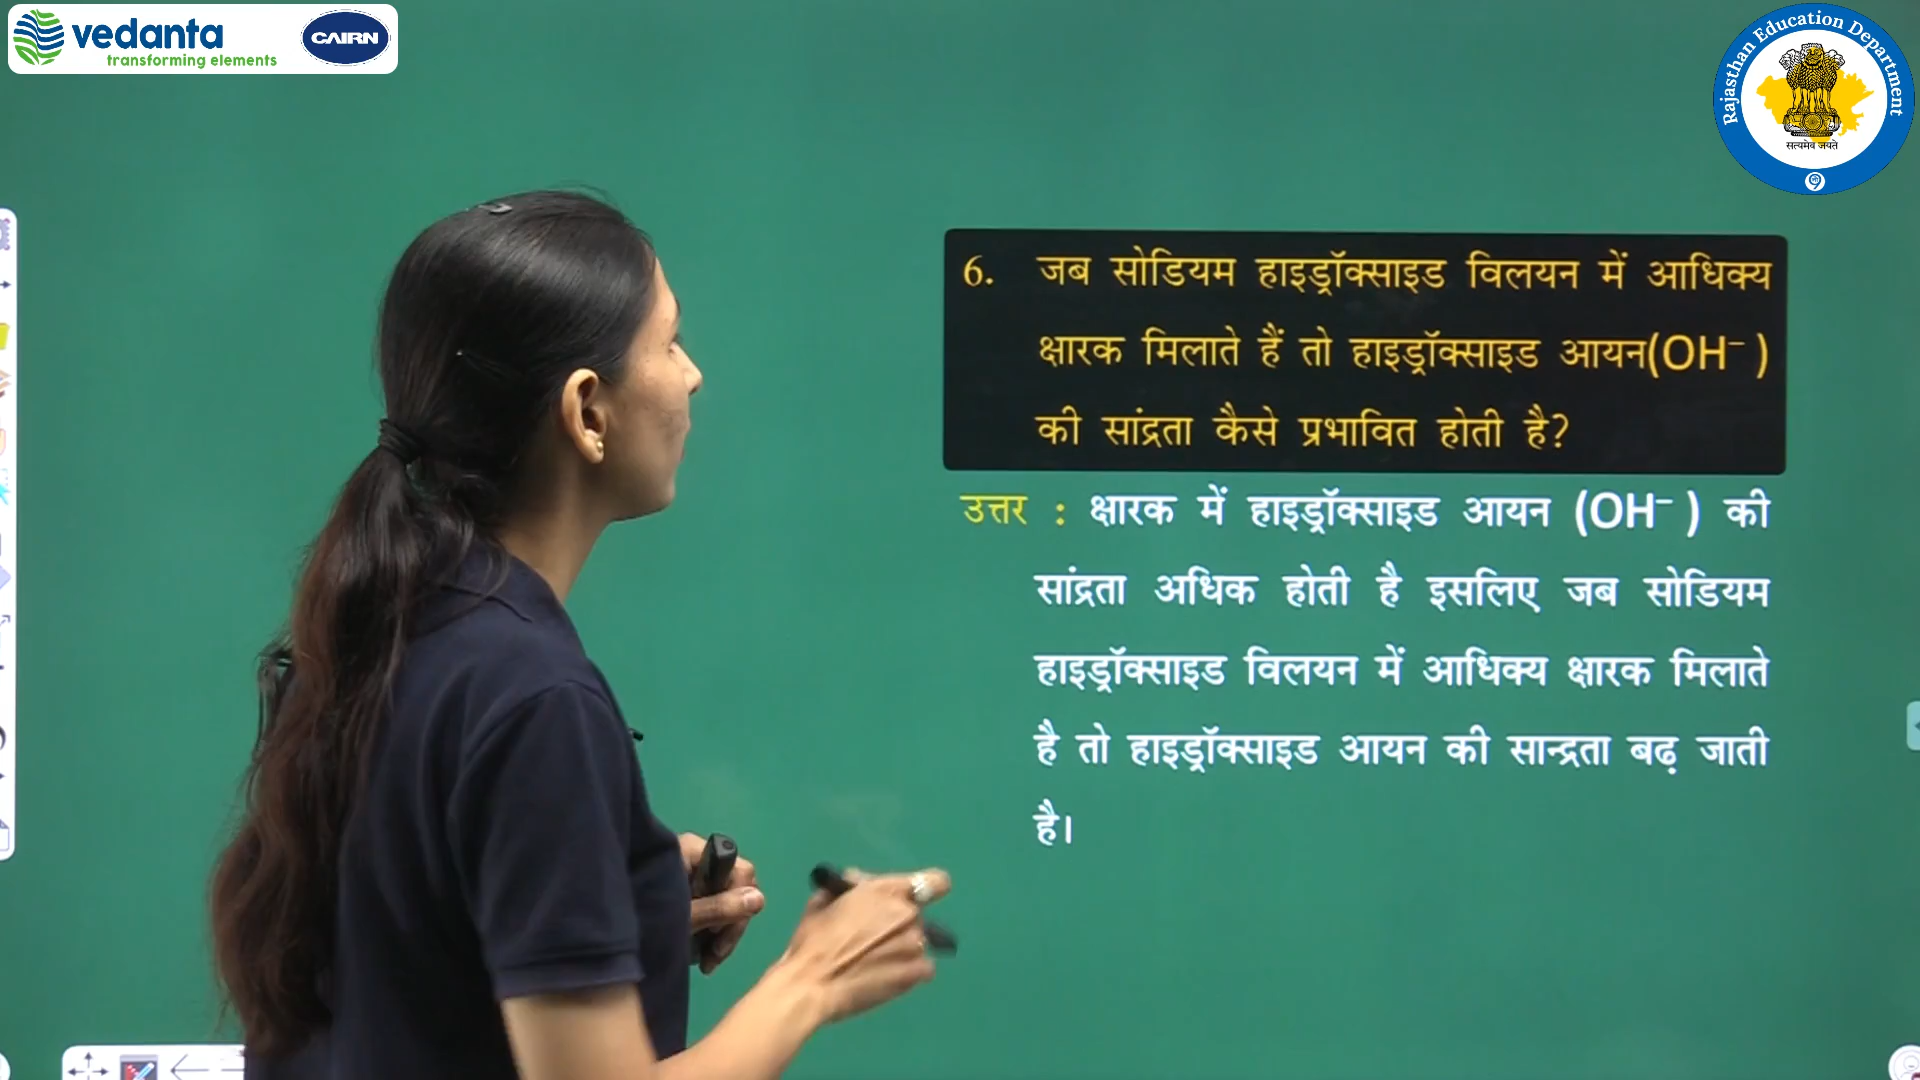 vedanta
transforming elements
CAIRN
Rajasthan Education Department
सत्यमेव जयते
6. जब सोडियम हाइड्रॉक्साइड विलयन में आधिक्य
क्षारक मिलाते हैं तो हाइड्रॉक्साइड आयन(OH⁻ )
की सांद्रता कैसे प्रभावित होती है?
उत्तर : क्षारक में हाइड्रॉक्साइड आयन (OH⁻ ) की
सांद्रता अधिक होती है इसलिए जब सोडियम
हाइड्रॉक्साइड विलयन में आधिक्य क्षारक मिलाते
है तो हाइड्रॉक्साइड आयन की सान्द्रता बढ़ जाती
है।